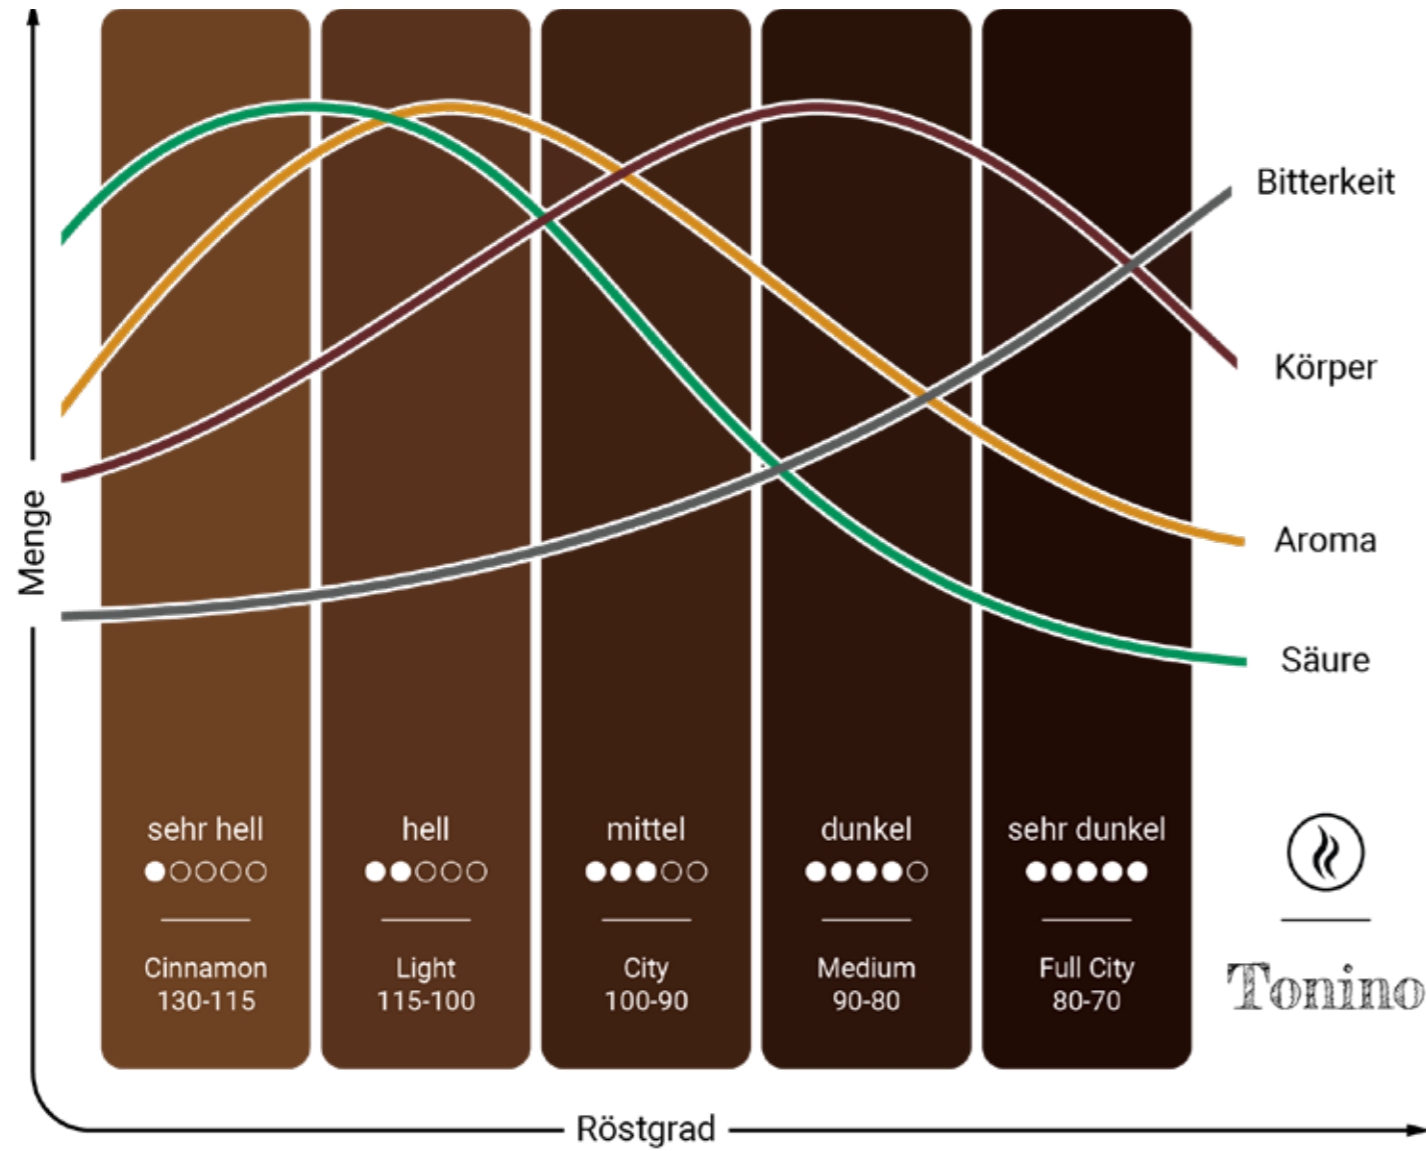 Bitterkeit
Körper
Aroma
Säure
Menge
sehr hell
Cinnamon
130-115
hell
Light
115-100
mittel
City
100-90
dunkel
Medium
90-80
sehr dunkel
Full City
80-70
Tonino
Röstgrad